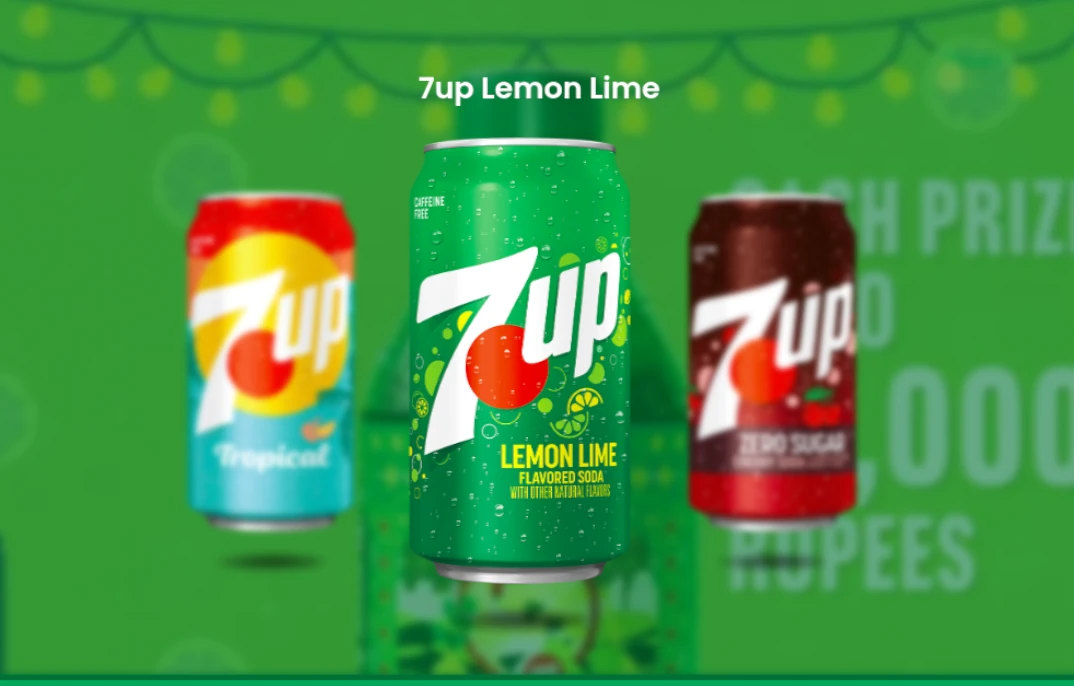 7up Lemon Lime
CAFFEINE
FREE
7up
LEMON LIME
FLAVORED SODA
WITH OTHER NATURAL FLAVORS
7up
Tropical
7up
ZERO SUGAR
PRIZ
,000
RUPEES